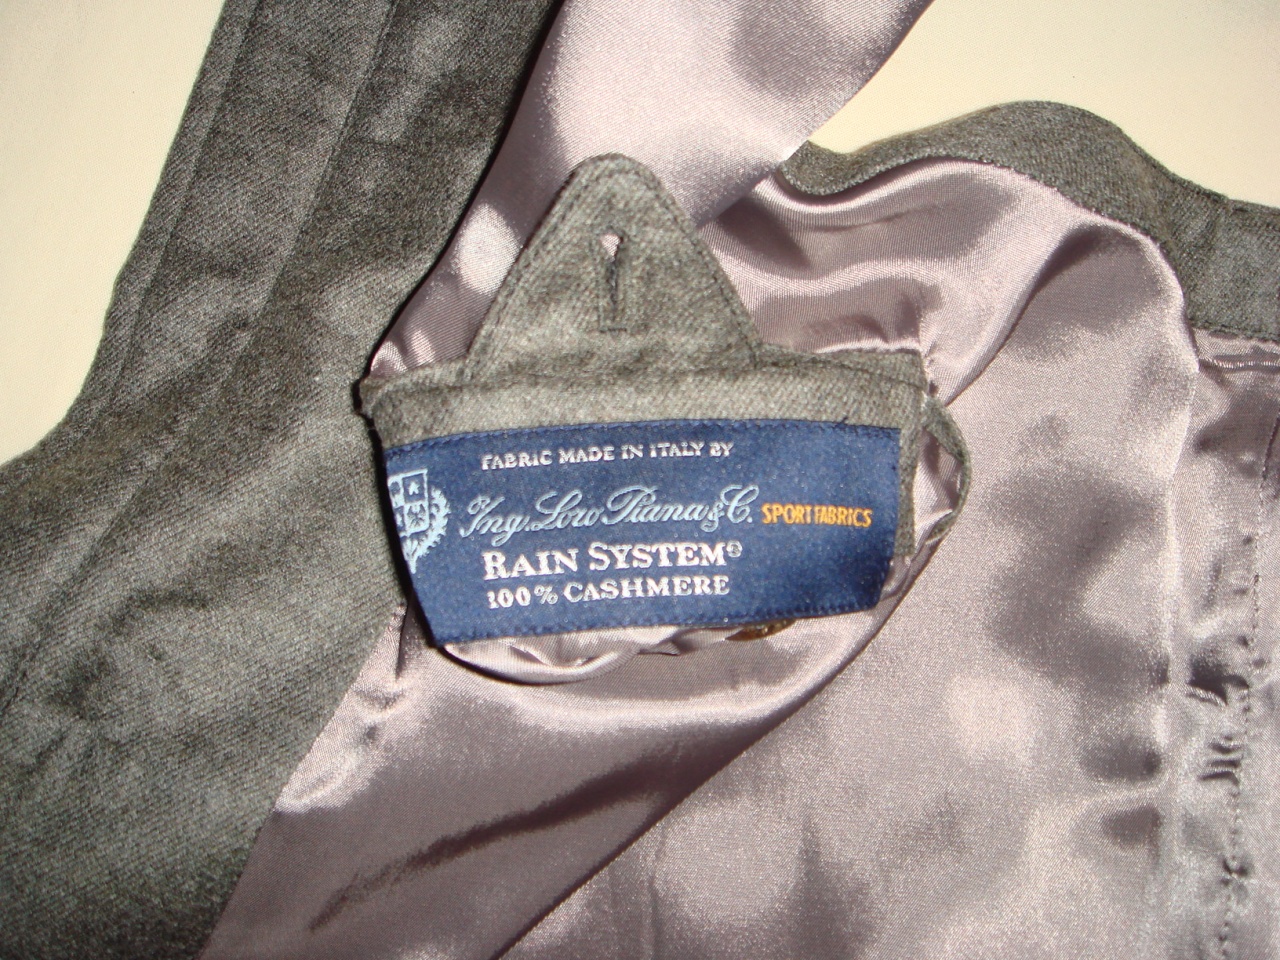 FABRIC MADE IN ITALY BY
Ing. Loro Piana & C. SPORT FABRICS
RAIN SYSTEM®
100% CASHMERE